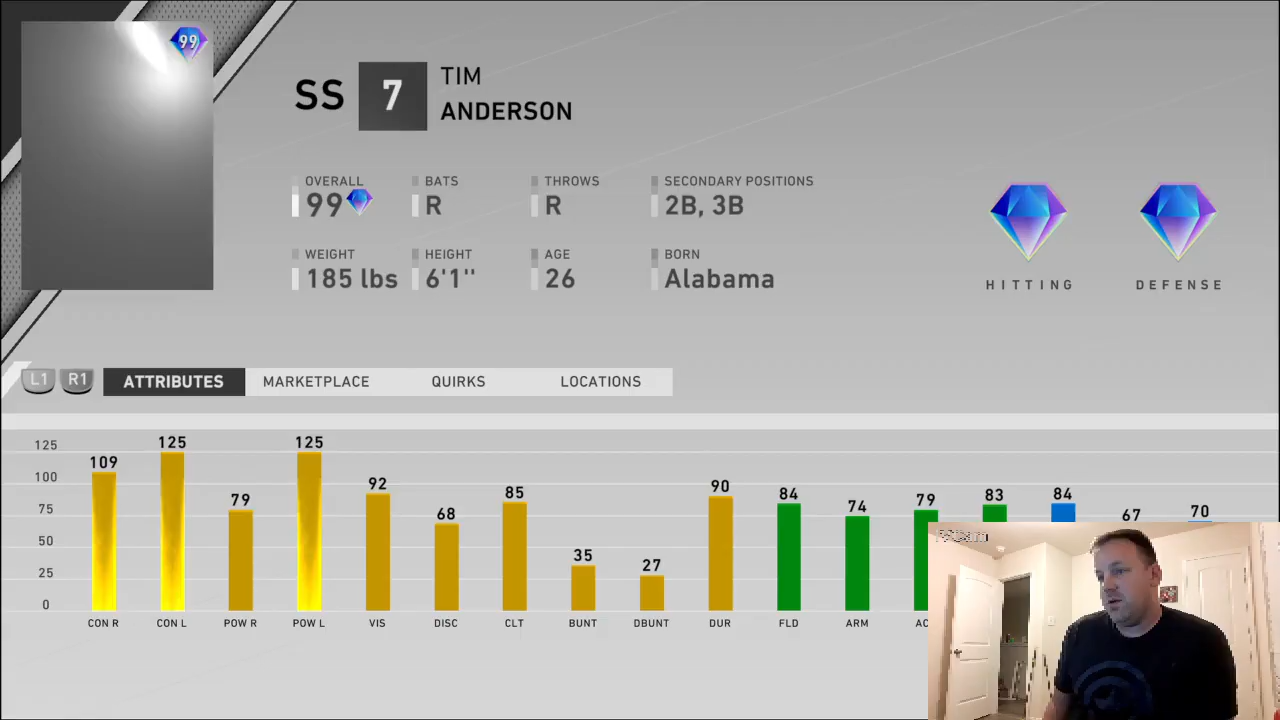 99
SS 7 TIM
ANDERSON
OVERALL BATS THROWS SECONDARY POSITIONS
99 R R 2B, 3B
WEIGHT HEIGHT AGE BORN
185 lbs 6'1'' 26 Alabama
HITTING DEFENSE
L1 R1 ATTRIBUTES MARKETPLACE QUIRKS LOCATIONS
125
100
75
50
25
0
109 125 79 125 92 68 85 35 27 90 84 74 79 83 84 67 70
CON R CON L POW R POW L VIS DISC CLT BUNT DBUNT DUR FLD ARM